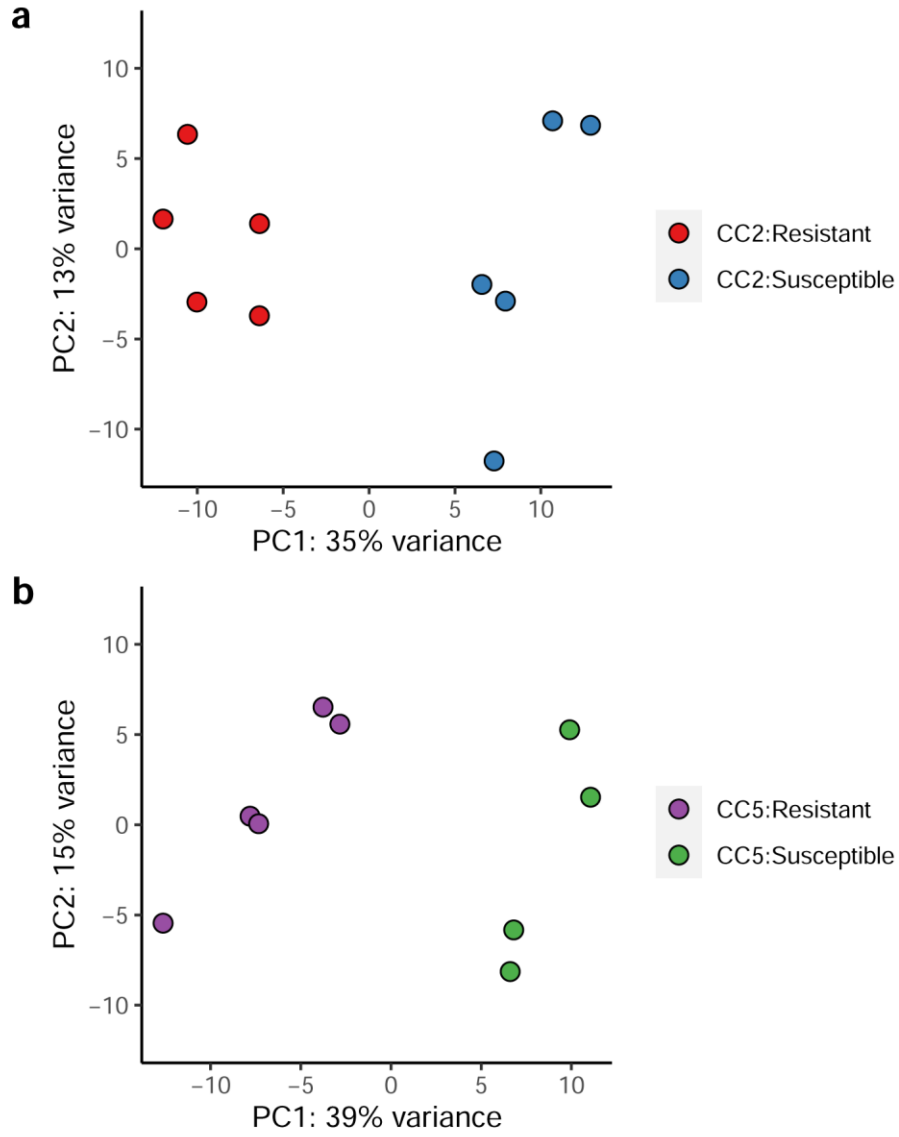 a
10
5
0
−5
−10
PC2: 13% variance
−10 −5 0 5 10
PC1: 35% variance
CC2:Resistant
CC2:Susceptible
b
10
5
0
−5
−10
PC2: 15% variance
−10 −5 0 5 10
PC1: 39% variance
CC5:Resistant
CC5:Susceptible